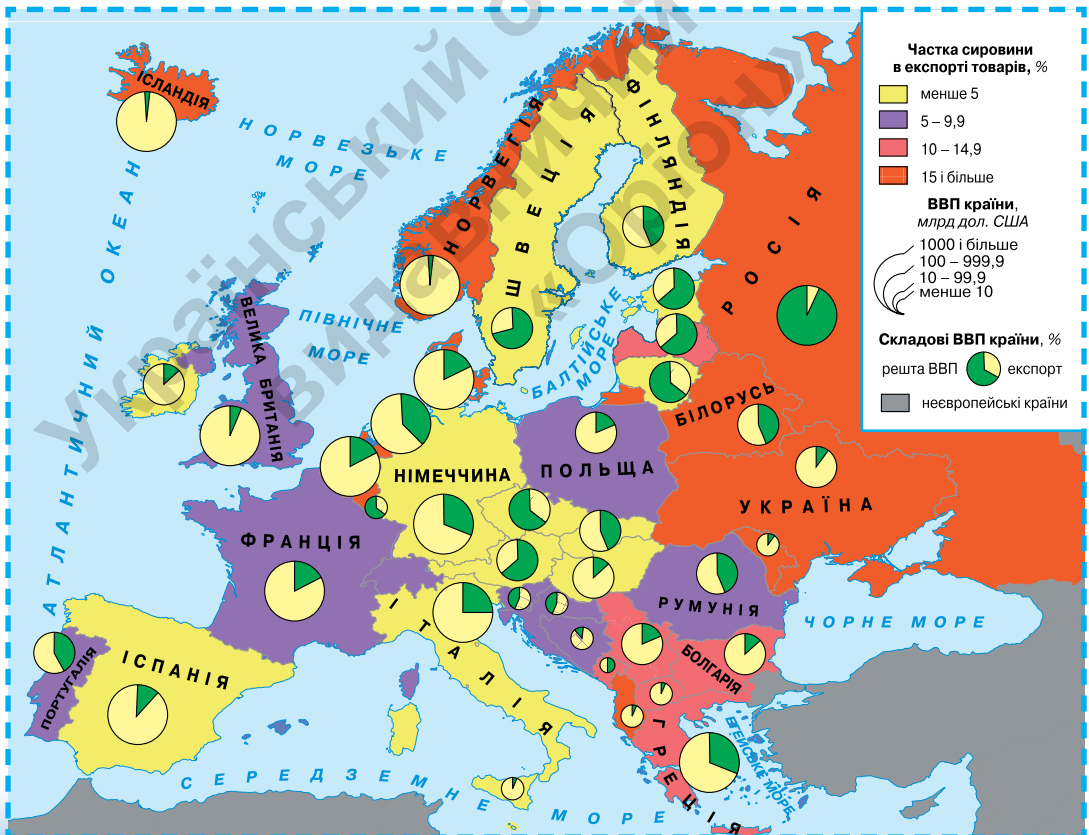 Український
видавничий
«Оріон»
ІСЛАНДІЯ
НОРВЕЗЬКЕ
МОРЕ
АТЛАНТИЧНИЙ ОКЕАН
НОРВЕГІЯ
ШВЕЦІЯ
ФІНЛЯНДІЯ
РОСІЯ
ВЕЛИКА БРИТАНІЯ
ПІВНІЧНЕ
МОРЕ
БАЛТІЙСЬКЕ
МОРЕ
БІЛОРУСЬ
НІМЕЧЧИНА
ПОЛЬЩА
УКРАЇНА
ФРАНЦІЯ
РУМУНІЯ
ЧОРНЕ МОРЕ
ІТАЛІЯ
БОЛГАРІЯ
ПОРТУГАЛІЯ
ІСПАНІЯ
ГРЕЦІЯ
ЕГЕЙСЬКЕ МОРЕ
СЕРЕДЗЕМНЕ МОРЕ
Частка сировини
в експорті товарів, %
менше 5
5 – 9,9
10 – 14,9
15 і більше
ВВП країни,
млрд дол. США
1000 і більше
100 – 999,9
10 – 99,9
менше 10
Складові ВВП країни, %
решта ВВП експорт
неєвропейські країни